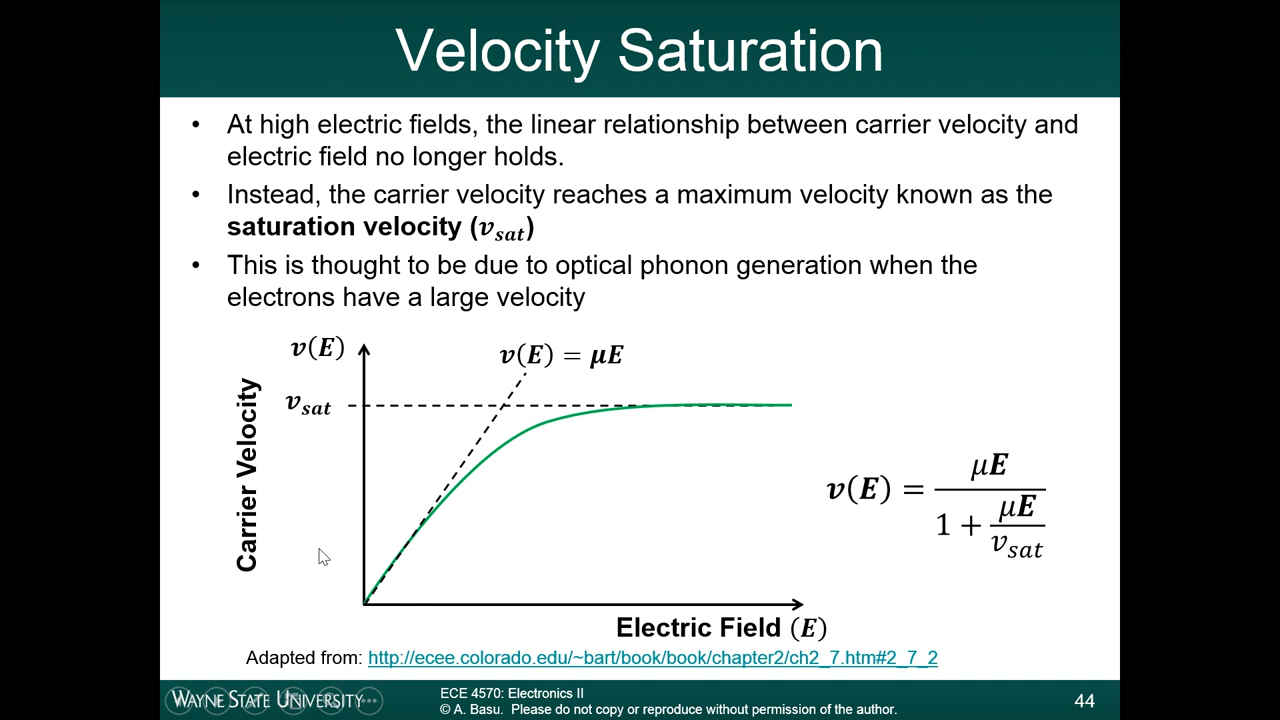 Velocity Saturation
• At high electric fields, the linear relationship between carrier velocity and
electric field no longer holds.
• Instead, the carrier velocity reaches a maximum velocity known as the
saturation velocity (v_sat)
• This is thought to be due to optical phonon generation when the
electrons have a large velocity
v(E)
v(E) = μE
v_sat
Carrier Velocity
v(E) = μE / (1 + μE / v_sat)
Electric Field (E)
Adapted from: http://ecee.colorado.edu/~bart/book/book/chapter2/ch2_7.htm#2_7_2
WAYNE STATE UNIVERSITY
ECE 4570: Electronics II
© A. Basu. Please do not copy or reproduce without permission of the author.
44